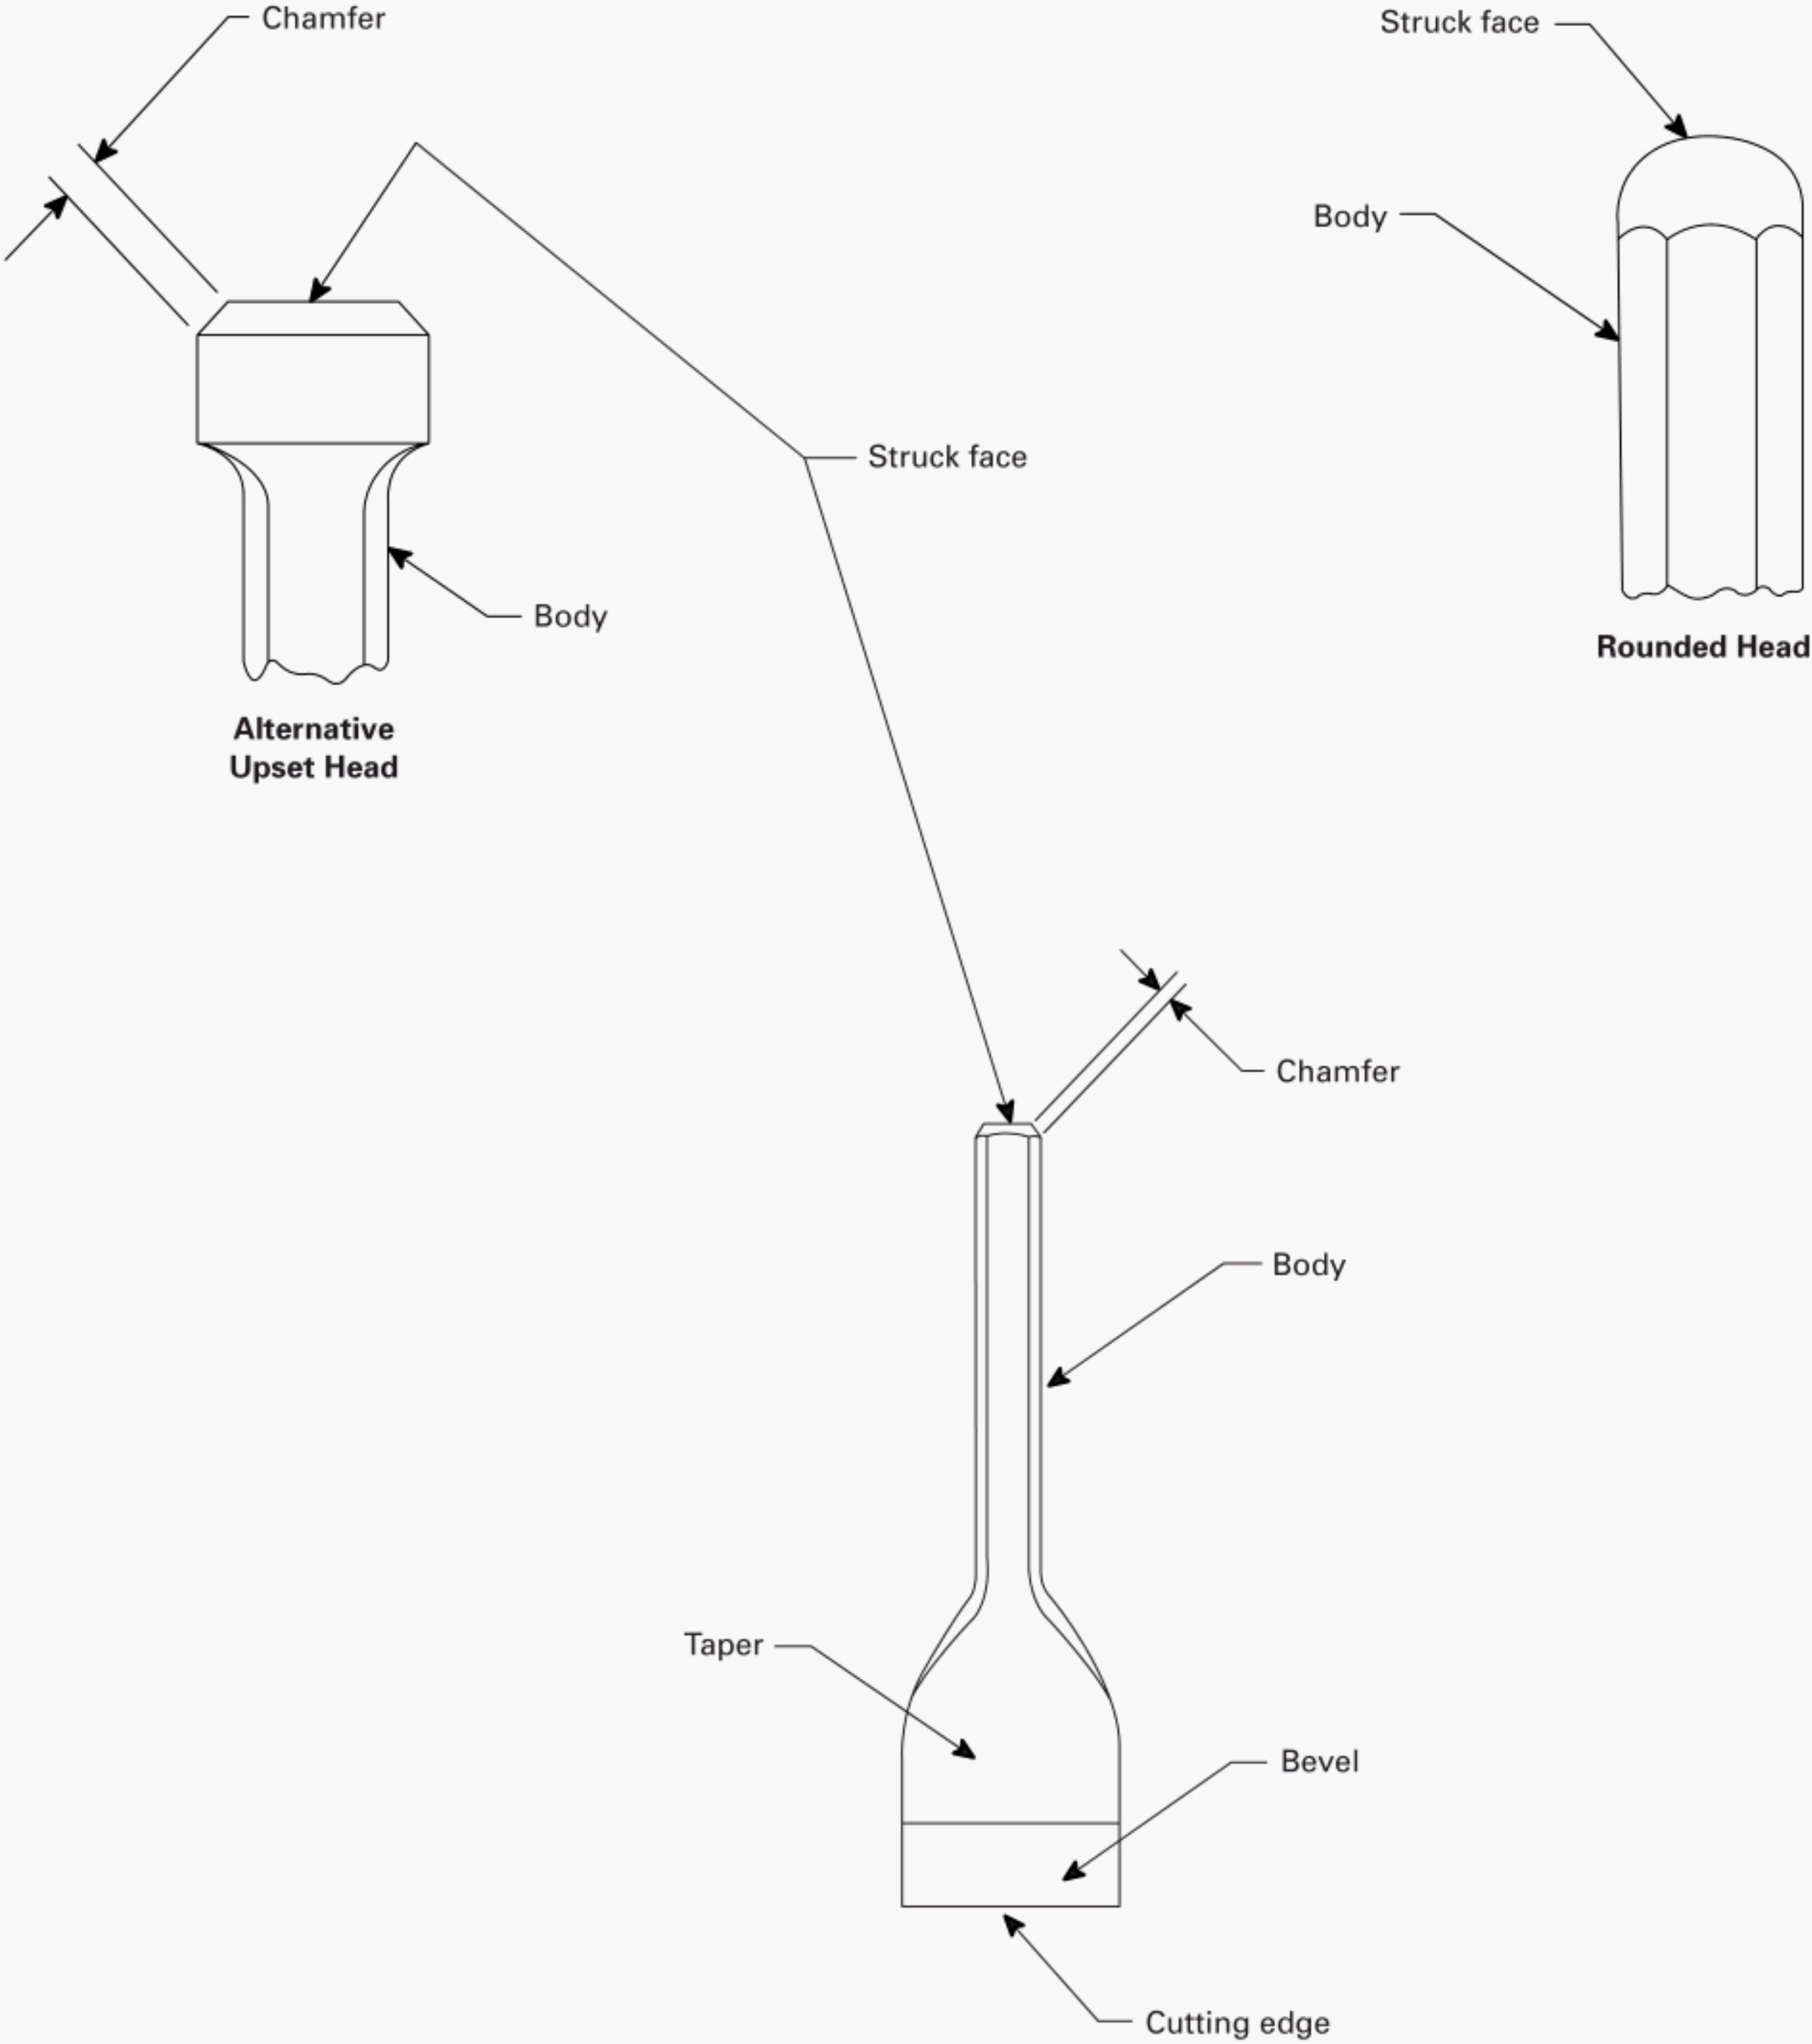 Chamfer
Struck face
Body
Struck face
Body
Rounded Head
Alternative
Upset Head
Chamfer
Body
Taper
Bevel
Cutting edge